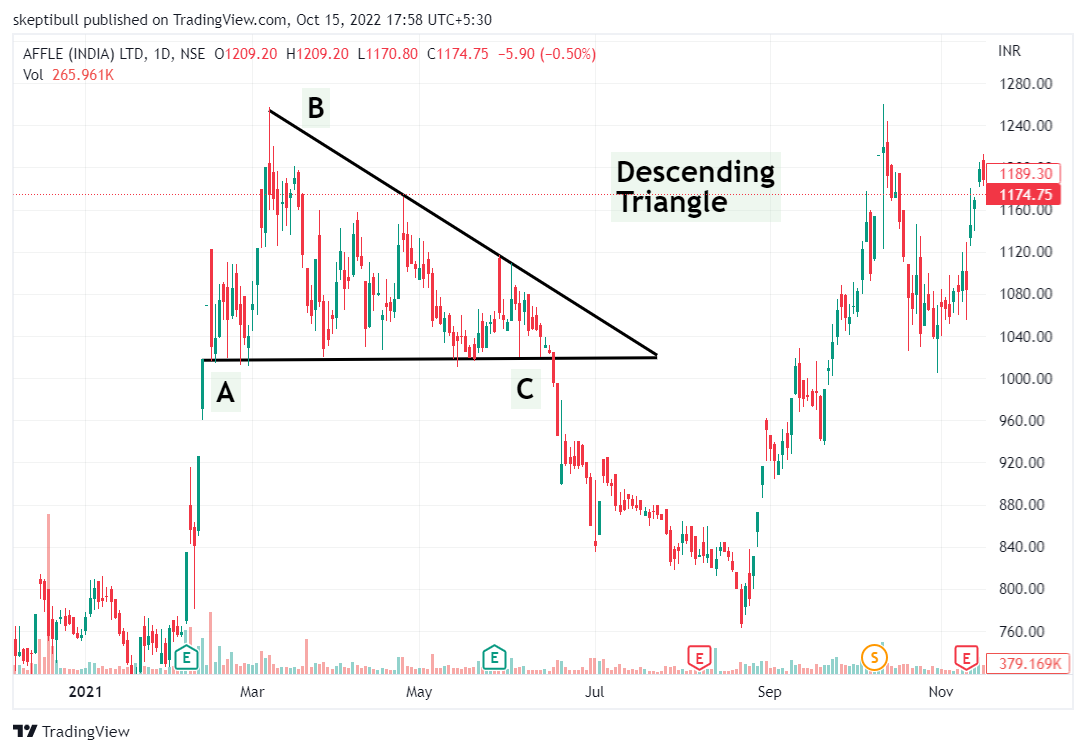 skeptibull published on TradingView.com, Oct 15, 2022 17:58 UTC+5:30
AFFLE (INDIA) LTD, 1D, NSE O1209.20 H1209.20 L1170.80 C1174.75 −5.90 (−0.50%)
INR
Vol 265.961K
1280.00
B
1240.00
Descending
Triangle
1189.30
1174.75
1160.00
1120.00
1080.00
1040.00
A
C
1000.00
960.00
920.00
880.00
840.00
800.00
760.00
E
E
E
S
E
379.169K
2021
Mar
May
Jul
Sep
Nov
TradingView